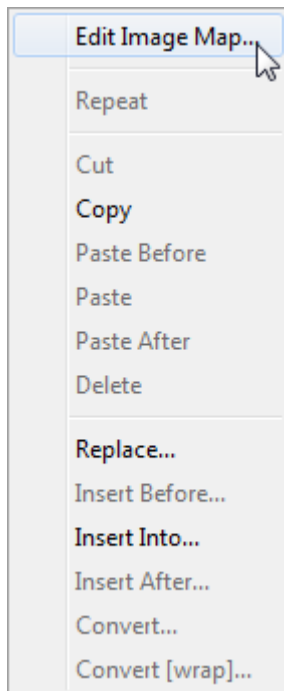 Edit Image Map...
Repeat
Cut
Copy
Paste Before
Paste
Paste After
Delete
Replace...
Insert Before...
Insert Into...
Insert After...
Convert...
Convert [wrap]...